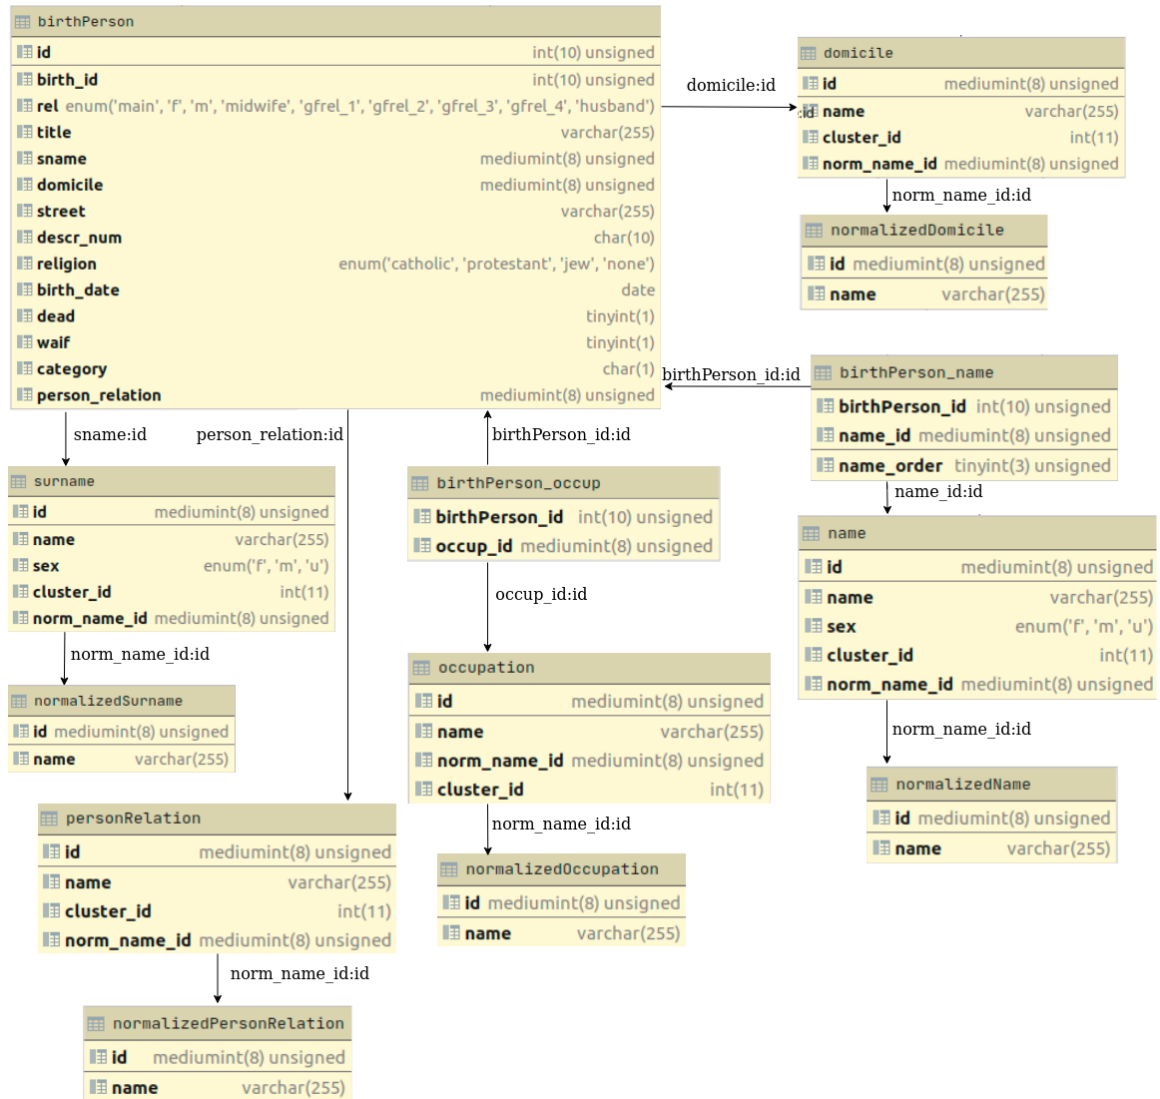 birthPerson
id int(10) unsigned
birth_id int(10) unsigned
rel enum('main', 'f', 'm', 'midwife', 'gfrel_1', 'gfrel_2', 'gfrel_3', 'gfrel_4', 'husband')
title varchar(255)
sname mediumint(8) unsigned
domicile mediumint(8) unsigned
street varchar(255)
descr_num char(10)
religion enum('catholic', 'protestant', 'jew', 'none')
birth_date date
dead tinyint(1)
waif tinyint(1)
category char(1)
person_relation mediumint(8) unsigned
domicile:id
domicile
id mediumint(8) unsigned
:id
name varchar(255)
cluster_id int(11)
norm_name_id mediumint(8) unsigned
norm_name_id:id
normalizedDomicile
id mediumint(8) unsigned
name varchar(255)
birthPerson_id:id
birthPerson_name
birthPerson_id int(10) unsigned
name_id mediumint(8) unsigned
name_order tinyint(3) unsigned
name_id:id
name
id mediumint(8) unsigned
name varchar(255)
sex enum('f', 'm', 'u')
cluster_id int(11)
norm_name_id mediumint(8) unsigned
norm_name_id:id
normalizedName
id mediumint(8) unsigned
name varchar(255)
sname:id
surname
id mediumint(8) unsigned
name varchar(255)
sex enum('f', 'm', 'u')
cluster_id int(11)
norm_name_id mediumint(8) unsigned
norm_name_id:id
normalizedSurname
id mediumint(8) unsigned
name varchar(255)
person_relation:id
personRelation
id mediumint(8) unsigned
name varchar(255)
cluster_id int(11)
norm_name_id mediumint(8) unsigned
norm_name_id:id
normalizedPersonRelation
id mediumint(8) unsigned
name varchar(255)
birthPerson_id:id
birthPerson_occup
birthPerson_id int(10) unsigned
occup_id mediumint(8) unsigned
occup_id:id
occupation
id mediumint(8) unsigned
name varchar(255)
norm_name_id mediumint(8) unsigned
cluster_id int(11)
norm_name_id:id
normalizedOccupation
id mediumint(8) unsigned
name varchar(255)